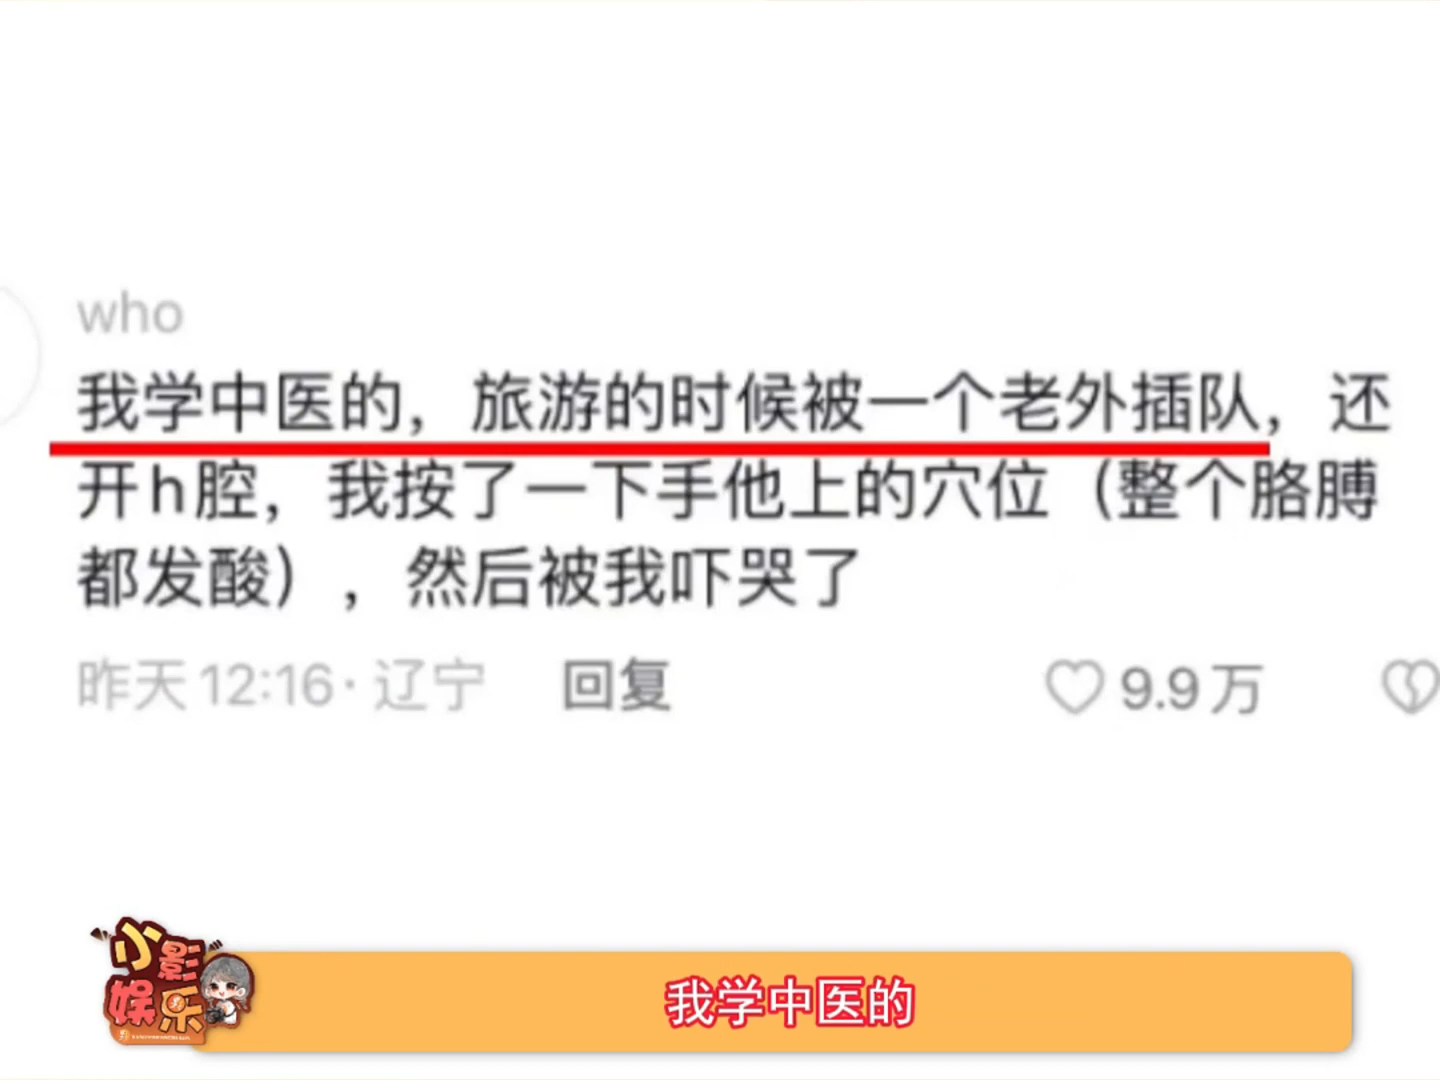 who
我学中医的，旅游的时候被一个老外插队，还
开h腔，我按了一下手他上的穴位（整个胳膊
都发酸），然后被我吓哭了
昨天12:16·辽宁 回复 9.9万
小影
娱乐
我学中医的